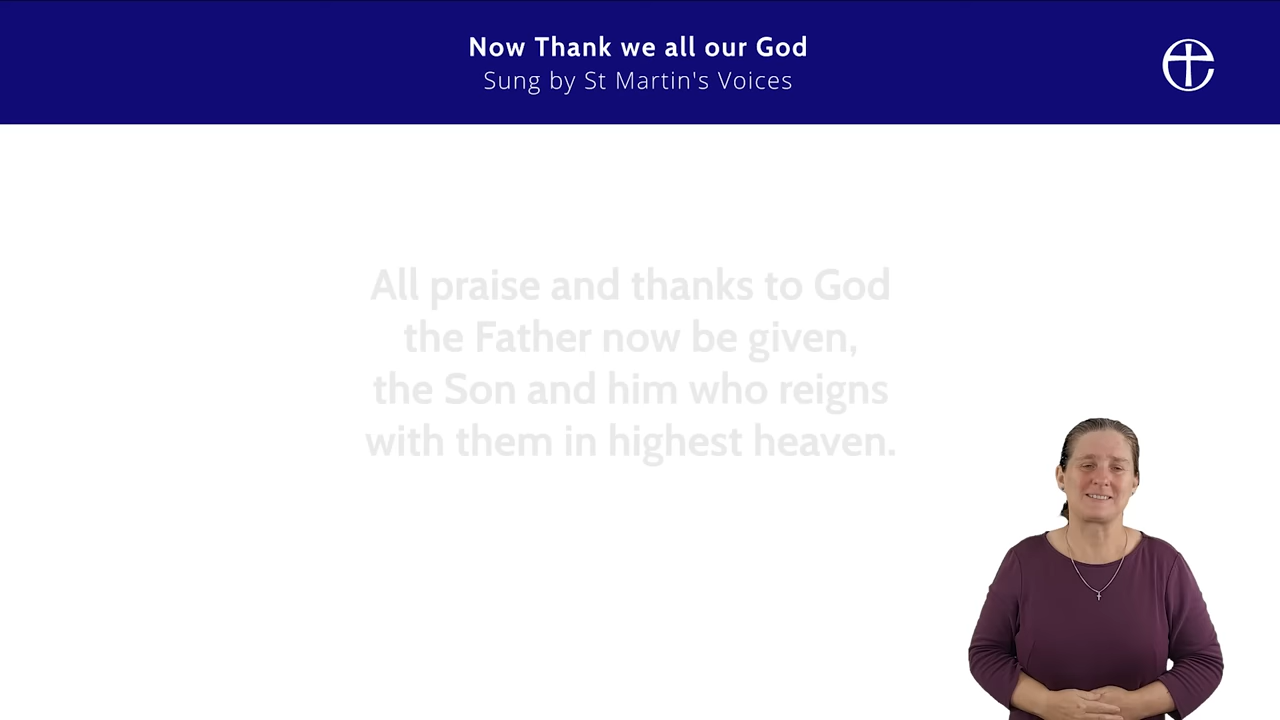 Now Thank we all our God
Sung by St Martin's Voices
All praise and thanks to God
the Father now be given,
the Son and him who reigns
with them in highest heaven.